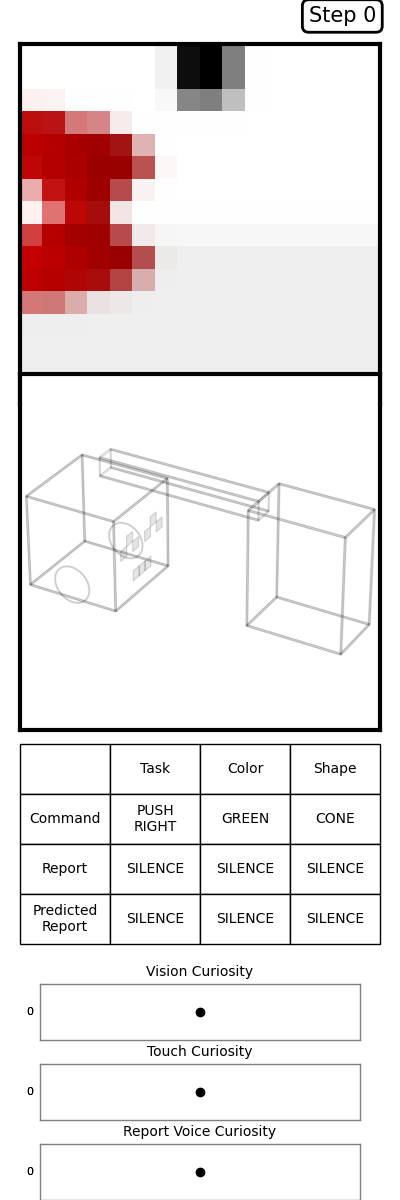 Step 0
Task Color Shape
Command PUSH RIGHT GREEN CONE
Report SILENCE SILENCE SILENCE
Predicted Report SILENCE SILENCE SILENCE
Vision Curiosity
0
Touch Curiosity
0
Report Voice Curiosity
0